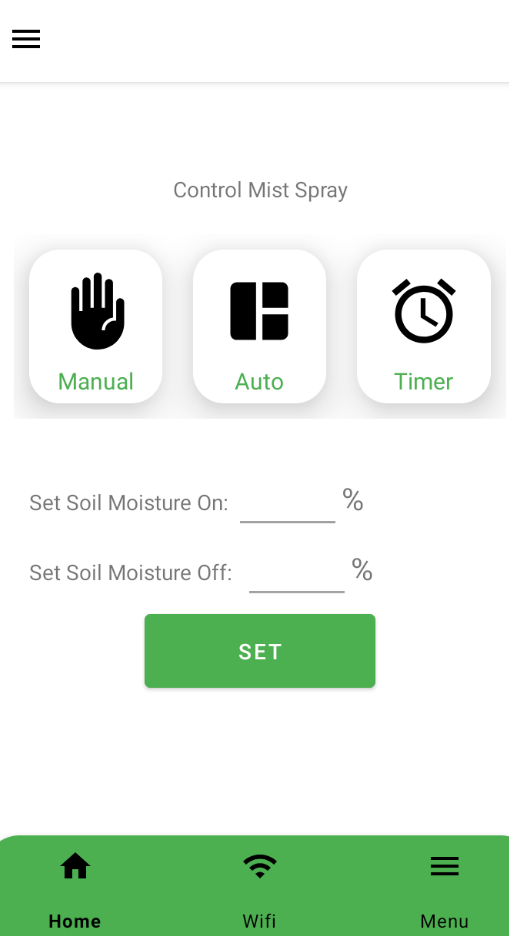 Control Mist Spray
Manual Auto Timer
Set Soil Moisture On: %
Set Soil Moisture Off: %
SET
Home Wifi Menu